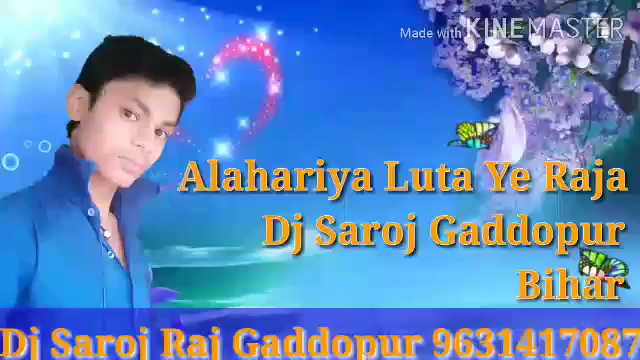 Made with KINEMASTER
Alahariya Luta Ye Raja
Dj Saroj Gaddopur
Bihar
Dj Saroj Raj Gaddopur 9631417087